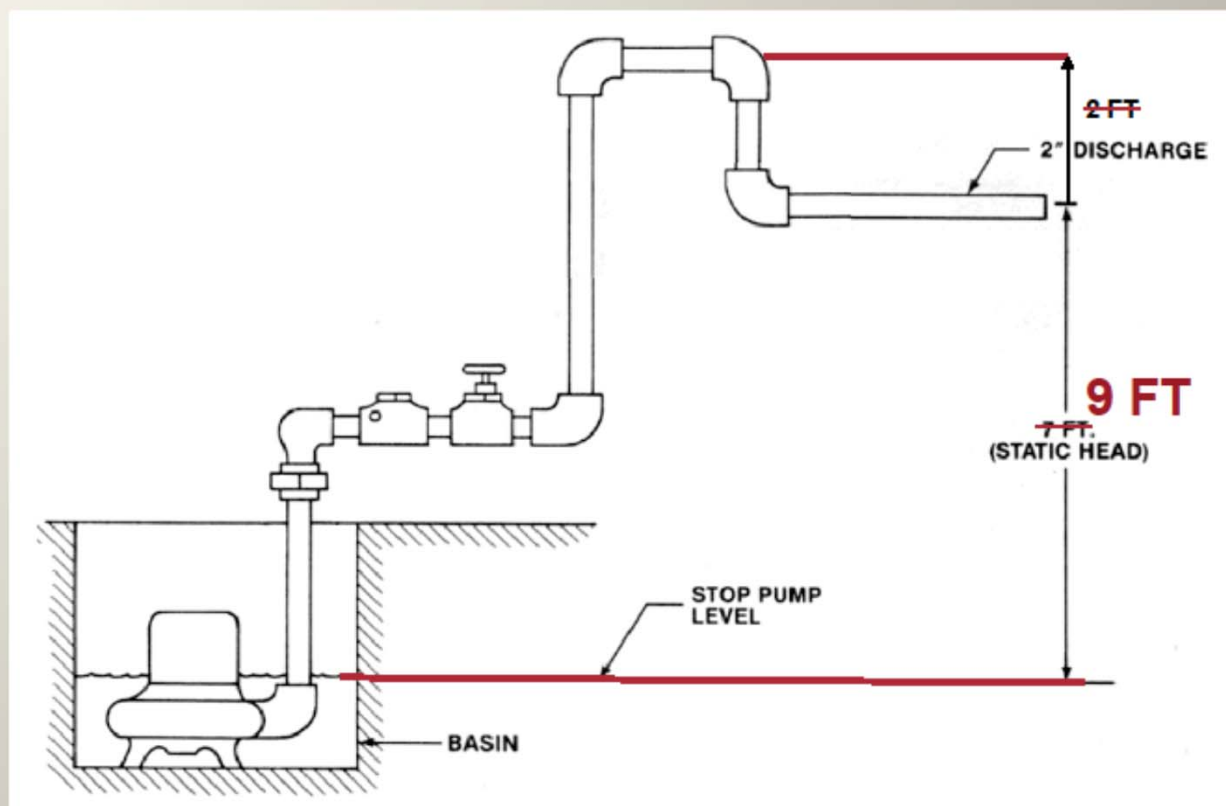 2 FT
2" DISCHARGE
9 FT
7 FT.
(STATIC HEAD)
STOP PUMP
LEVEL
BASIN